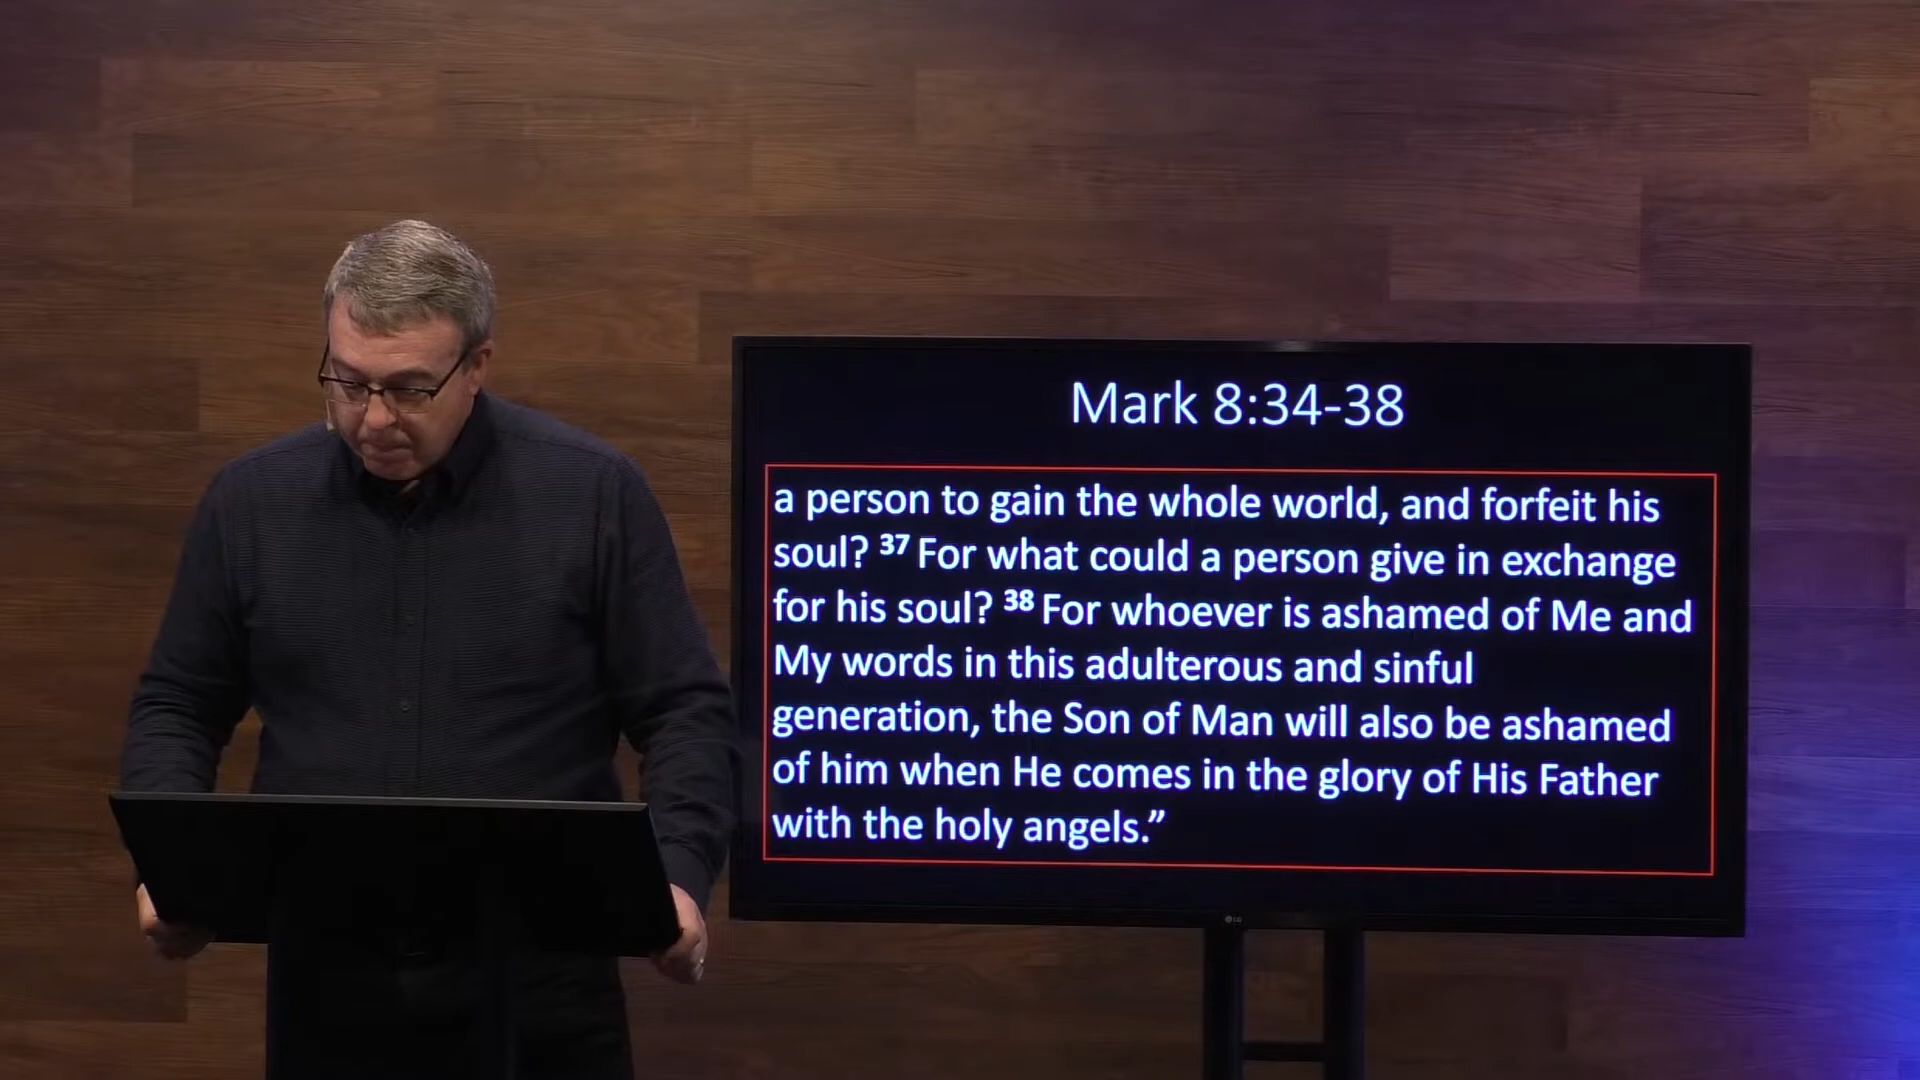 Mark 8:34-38
a person to gain the whole world, and forfeit his
soul? 37 For what could a person give in exchange
for his soul? 38 For whoever is ashamed of Me and
My words in this adulterous and sinful
generation, the Son of Man will also be ashamed
of him when He comes in the glory of His Father
with the holy angels.”
LG